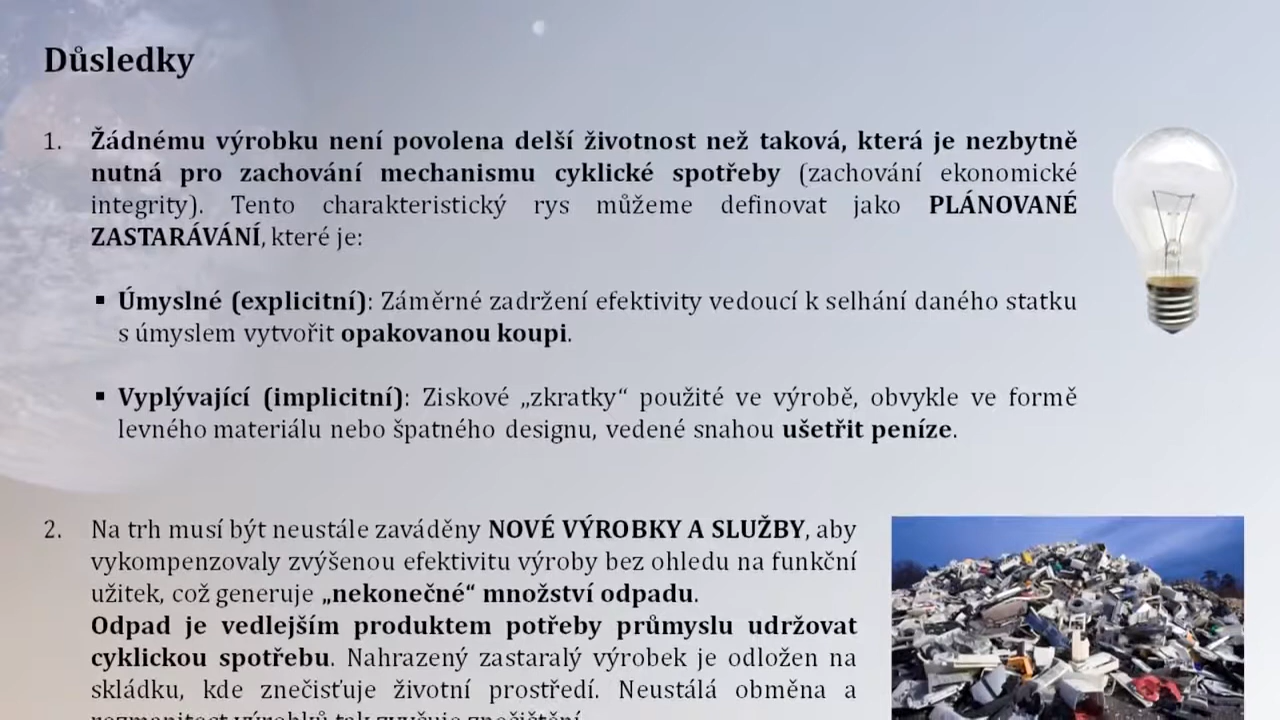 Důsledky
1. Žádnému výrobku není povolena delší životnost než taková, která je nezbytně
nutná pro zachování mechanismu cyklické spotřeby (zachování ekonomické
integrity). Tento charakteristický rys můžeme definovat jako PLÁNOVANÉ
ZASTARÁVÁNÍ, které je:
▪ Úmyslné (explicitní): Záměrné zadržení efektivity vedoucí k selhání daného statku
s úmyslem vytvořit opakovanou koupi.
▪ Vyplývající (implicitní): Ziskové „zkratky“ použité ve výrobě, obvykle ve formě
levného materiálu nebo špatného designu, vedené snahou ušetřit peníze.
2. Na trh musí být neustále zaváděny NOVÉ VÝROBKY A SLUŽBY, aby
vykompenzovaly zvýšenou efektivitu výroby bez ohledu na funkční
užitek, což generuje „nekonečné“ množství odpadu.
Odpad je vedlejším produktem potřeby průmyslu udržovat
cyklickou spotřebu. Nahrazený zastaralý výrobek je odložen na
skládku, kde znečisťuje životní prostředí. Neustálá obměna a
rozmanitost výrobků tak zvyšuje znečištění.